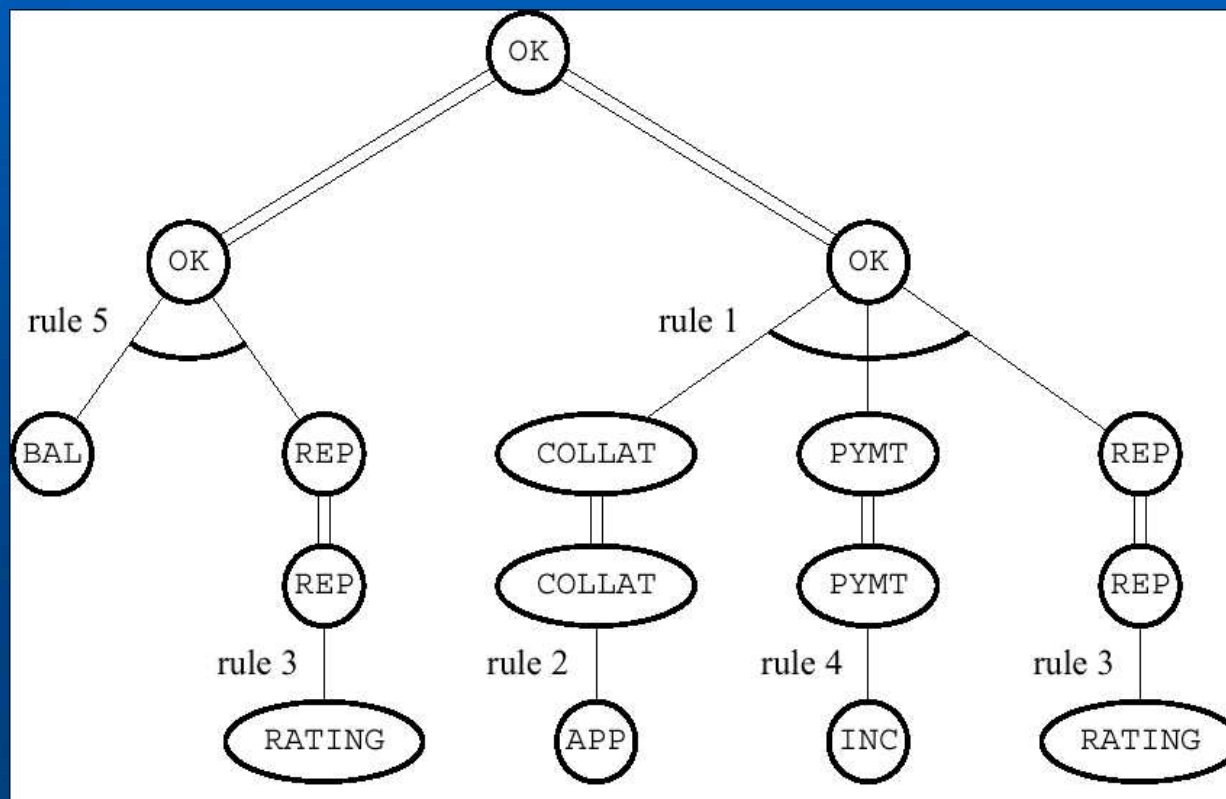 OK
OK
OK
rule 5
rule 1
BAL
REP
COLLAT
PYMT
REP
REP
COLLAT
PYMT
REP
rule 3
rule 2
rule 4
rule 3
RATING
APP
INC
RATING